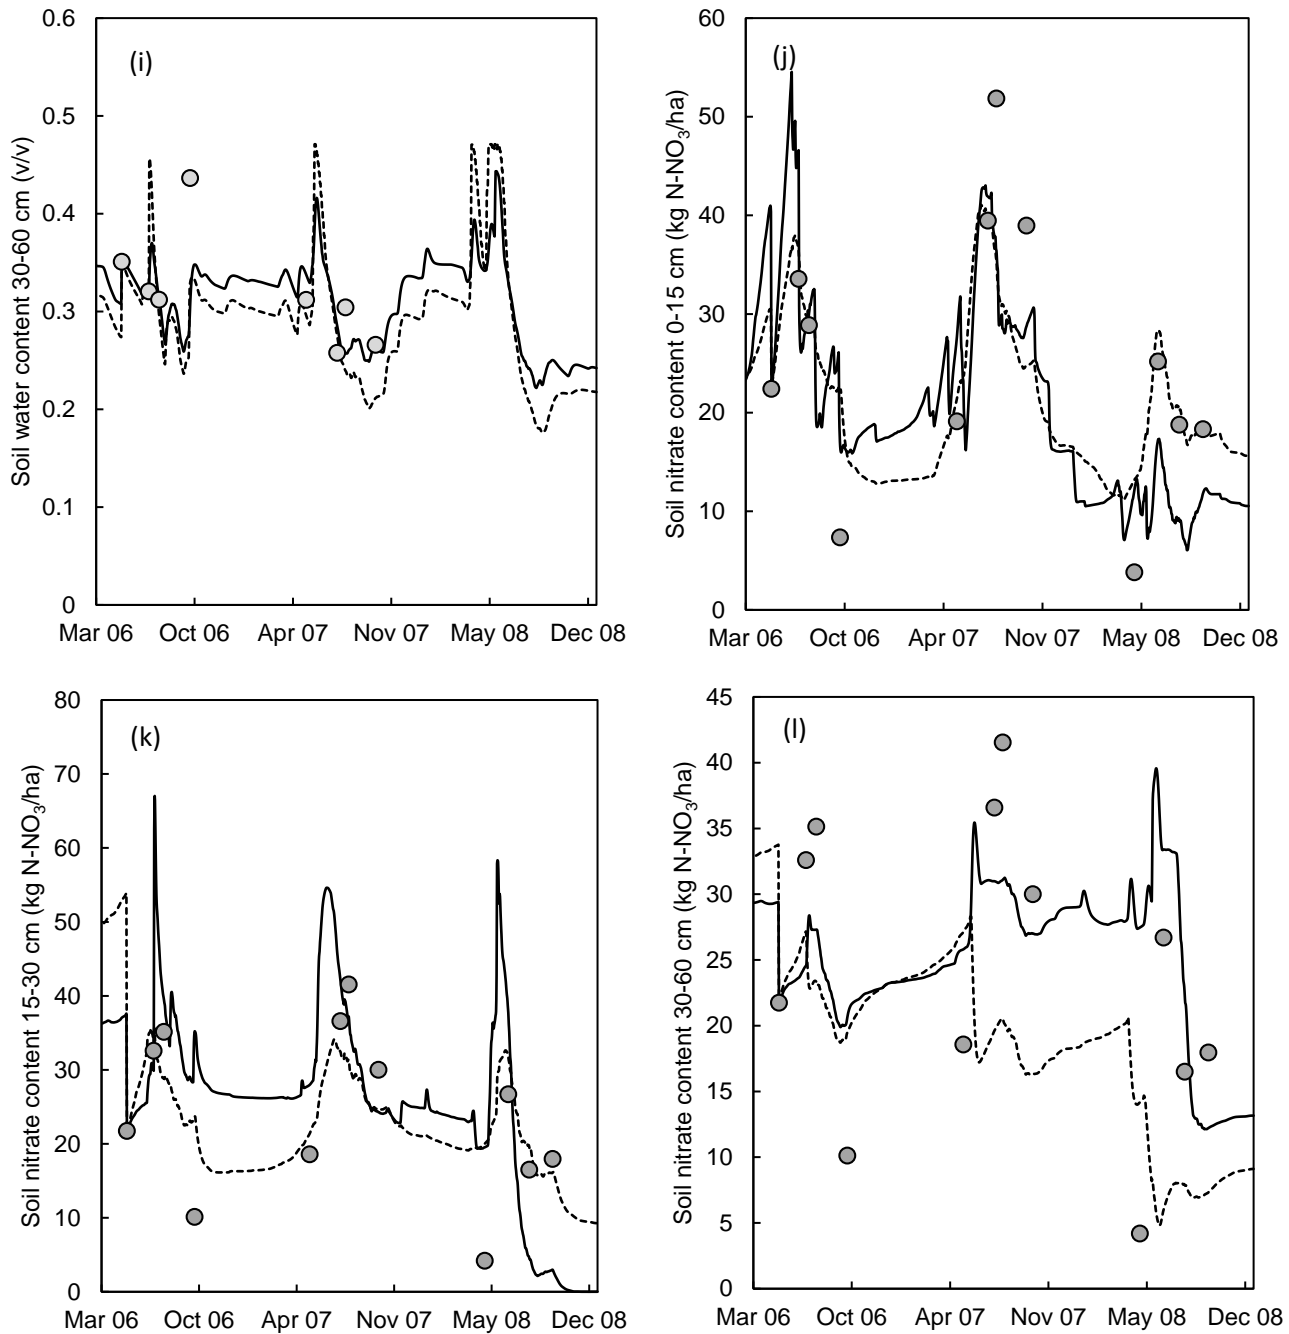 (i)
Soil water content 30-60 cm (v/v)
0.6
0.5
0.4
0.3
0.2
0.1
0
Mar 06 Oct 06 Apr 07 Nov 07 May 08 Dec 08
(j)
Soil nitrate content 0-15 cm (kg N-NO3/ha)
60
50
40
30
20
10
0
Mar 06 Oct 06 Apr 07 Nov 07 May 08 Dec 08
(k)
Soil nitrate content 15-30 cm (kg N-NO3/ha)
80
70
60
50
40
30
20
10
0
Mar 06 Oct 06 Apr 07 Nov 07 May 08 Dec 08
(l)
Soil nitrate content 30-60 cm (kg N-NO3/ha)
45
40
35
30
25
20
15
10
5
0
Mar 06 Oct 06 Apr 07 Nov 07 May 08 Dec 08